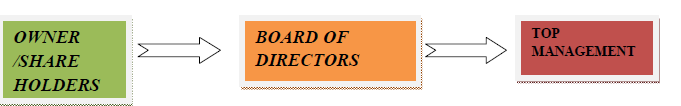 OWNER
/SHARE
HOLDERS
BOARD OF
DIRECTORS
TOP
MANAGEMENT